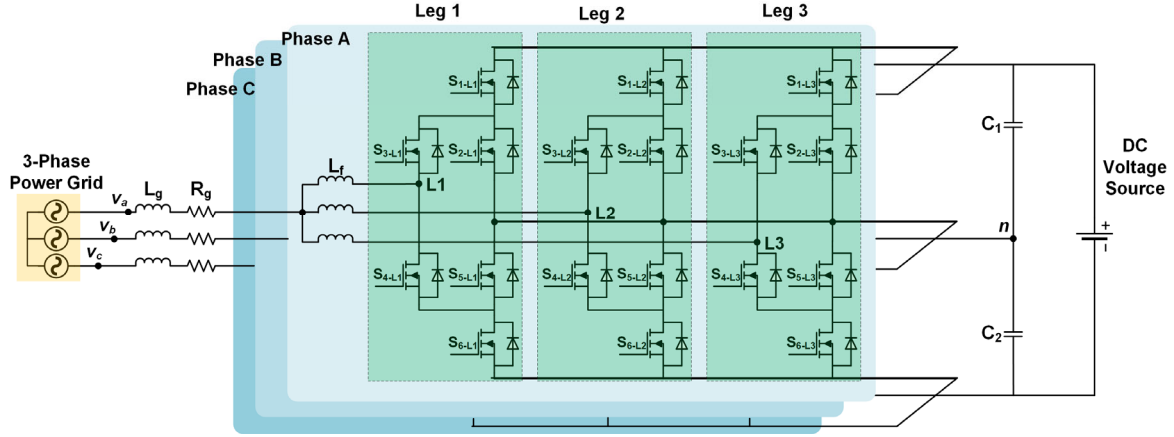 Leg 1
Leg 2
Leg 3
Phase A
Phase B
Phase C
S1-L1
S1-L2
S1-L3
S3-L1
S2-L1
S3-L2
S2-L2
S3-L3
S2-L3
C1
3-Phase
Power Grid
Lg
Rg
Lf
L1
DC
Voltage
Source
va
L2
vb
n
L3
vc
S4-L1
S5-L1
S4-L2
S5-L2
S4-L3
S5-L3
+
-
S6-L1
S6-L2
S6-L3
C2